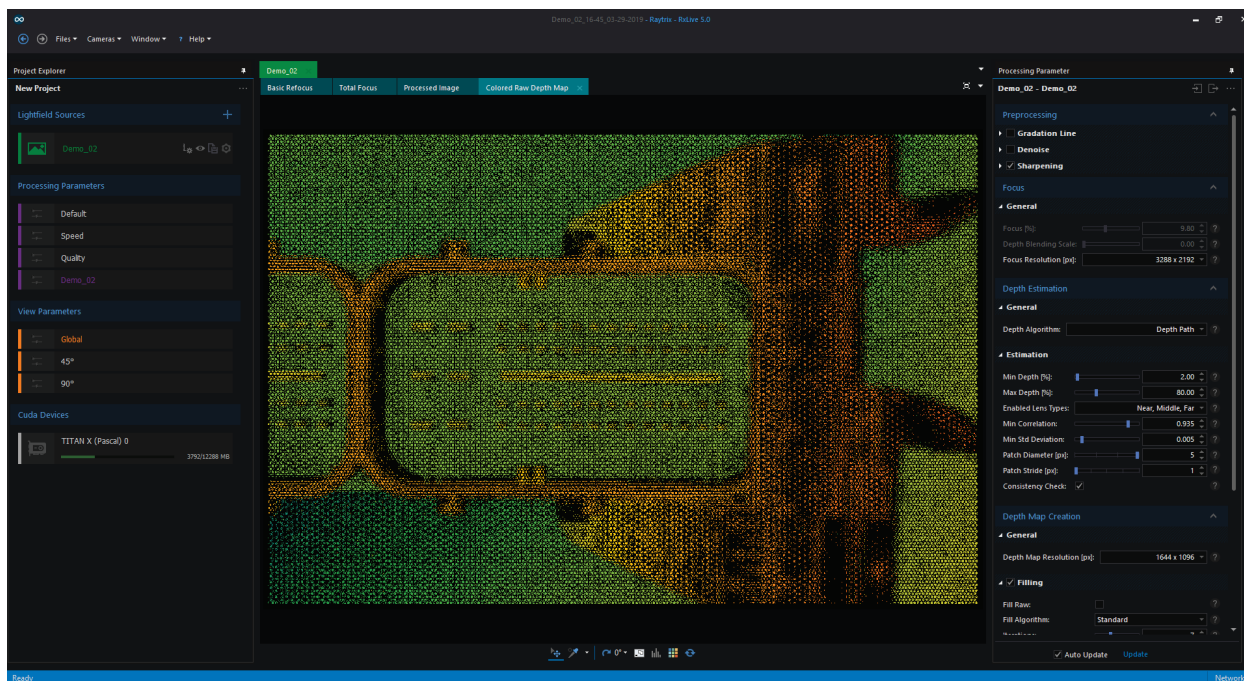 Demo_02_16-45_03-29-2019 - Raytrix - RxLive 5.0
Files Cameras Window ? Help
Project Explorer
New Project
Lightfield Sources
Demo_02
Processing Parameters
Default
Speed
Quality
Demo_02
View Parameters
Global
45°
90°
Cuda Devices
TITAN X (Pascal) 0
3792/12288 MB
Demo_02
Basic Refocus Total Focus Processed Image Colored Raw Depth Map
0°
Processing Parameter
Demo_02 - Demo_02
Preprocessing
Gradation Line
Denoise
Sharpening
Focus
General
Focus [%]: 9.80 ?
Depth Blending Scale: 0.00 ?
Focus Resolution [px]: 3288 x 2192 ?
Depth Estimation
General
Depth Algorithm: Depth Path ?
Estimation
Min Depth [%]: 2.00 ?
Max Depth [%]: 80.00 ?
Enabled Lens Types: Near, Middle, Far ?
Min Correlation: 0.935 ?
Min Std Deviation: 0.005 ?
Patch Diameter [px]: 5 ?
Patch Stride [px]: 1 ?
Consistency Check: ?
Depth Map Creation
General
Depth Map Resolution [px]: 1644 x 1096 ?
Filling
Fill Raw: ?
Fill Algorithm: Standard ?
Auto Update Update
Ready Network